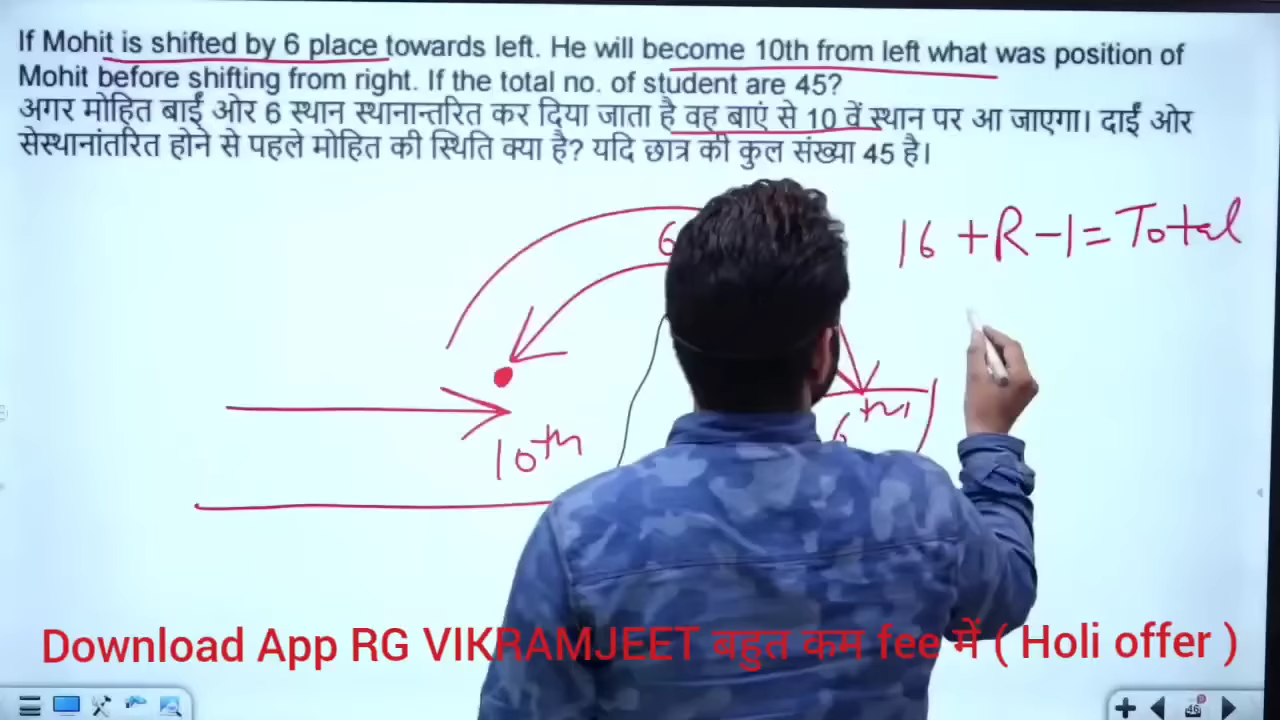 If Mohit is shifted by 6 place towards left. He will become 10th from left what was position of
Mohit before shifting from right. If the total no. of student are 45?
अगर मोहित बाईं ओर 6 स्थान स्थानान्तरित कर दिया जाता है वह बाएं से 10 वें स्थान पर आ जाएगा। दाईं ओर
सेस्थानांतरित होने से पहले मोहित की स्थिति क्या है? यदि छात्र की कुल संख्या 45 है।
16 + R - 1 = Total
6
10th
6th
Download App RG VIKRAMJEET बहुत कम fee में ( Holi offer )
46